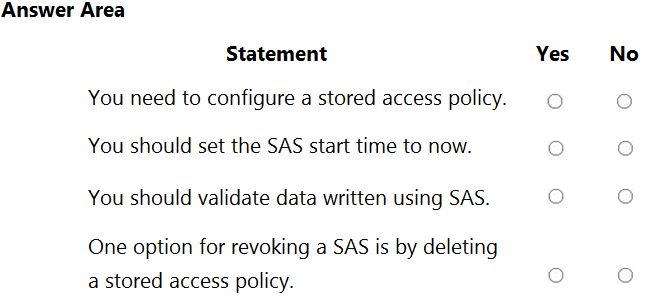 Answer Area
Statement Yes No
You need to configure a stored access policy.
You should set the SAS start time to now.
You should validate data written using SAS.
One option for revoking a SAS is by deleting
a stored access policy.